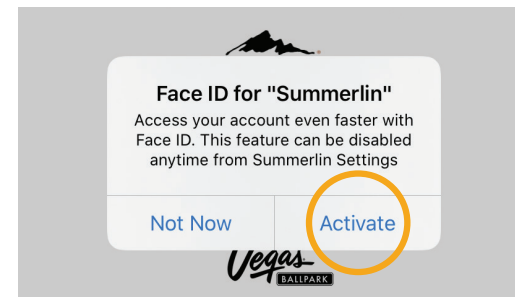 Face ID for "Summerlin"
Access your account even faster with
Face ID. This feature can be disabled
anytime from Summerlin Settings
Not Now
Activate
Vegas
BALLPARK